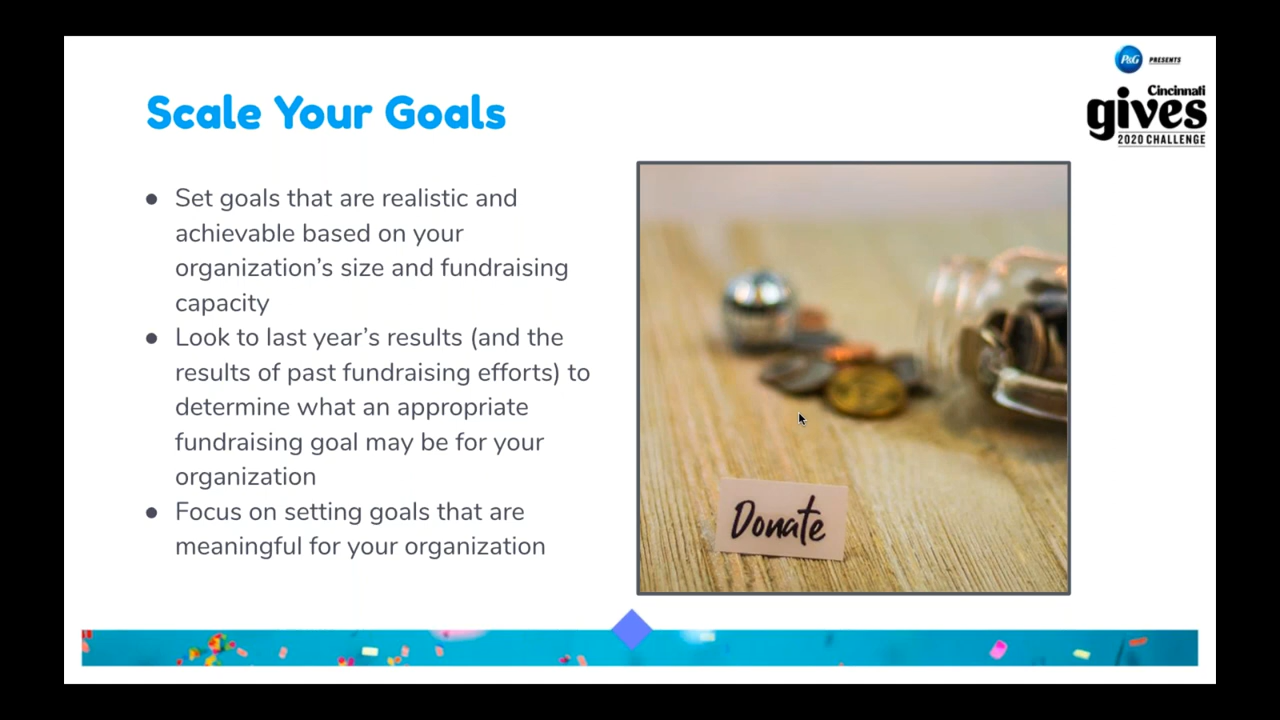 P&G PRESENTS
Cincinnati
gives
2020 CHALLENGE
Scale Your Goals
● Set goals that are realistic and
achievable based on your
organization’s size and fundraising
capacity
● Look to last year’s results (and the
results of past fundraising efforts) to
determine what an appropriate
fundraising goal may be for your
organization
● Focus on setting goals that are
meaningful for your organization
Donate